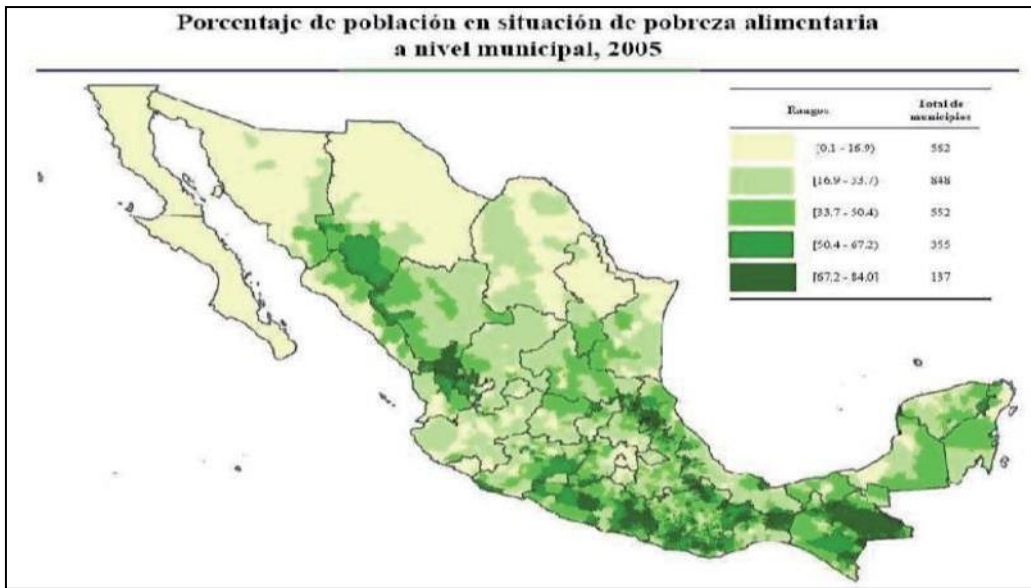 Porcentaje de población en situación de pobreza alimentaria
a nivel municipal, 2005
Rangos Total de municipios
[0.1 - 16.9) 562
[16.9 - 33.7) 848
[33.7 - 50.4) 552
[50.4 - 67.2) 355
[67.2 - 84.0] 137